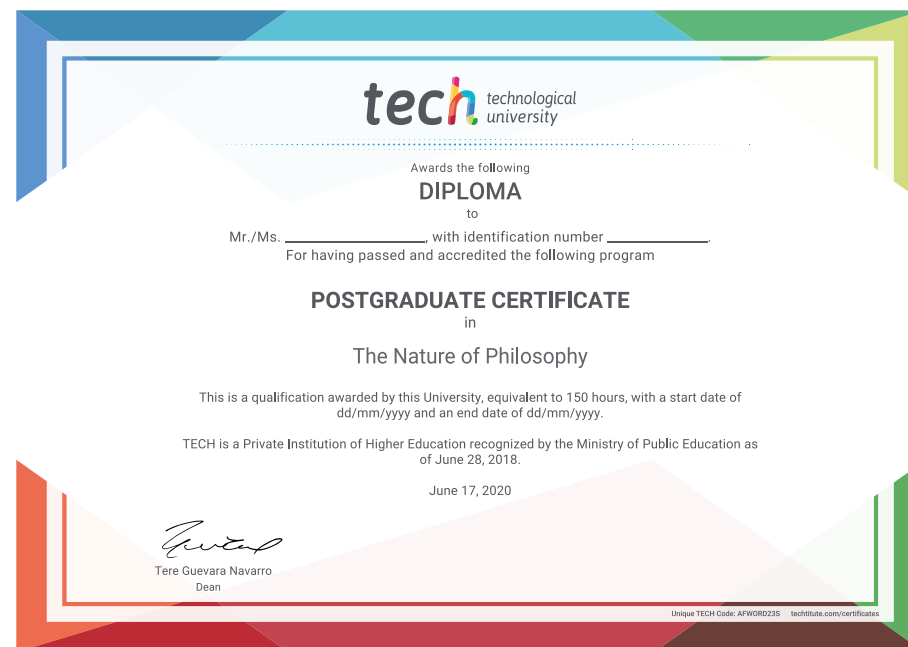 tech technological
university
Awards the following
DIPLOMA
to
Mr./Ms. ____________________, with identification number ______________.
For having passed and accredited the following program
POSTGRADUATE CERTIFICATE
in
The Nature of Philosophy
This is a qualification awarded by this University, equivalent to 150 hours, with a start date of
dd/mm/yyyy and an end date of dd/mm/yyyy.
TECH is a Private Institution of Higher Education recognized by the Ministry of Public Education as
of June 28, 2018.
June 17, 2020
Tere Guevara Navarro
Dean
Unique TECH Code: AFWORD23S techtitute.com/certificates